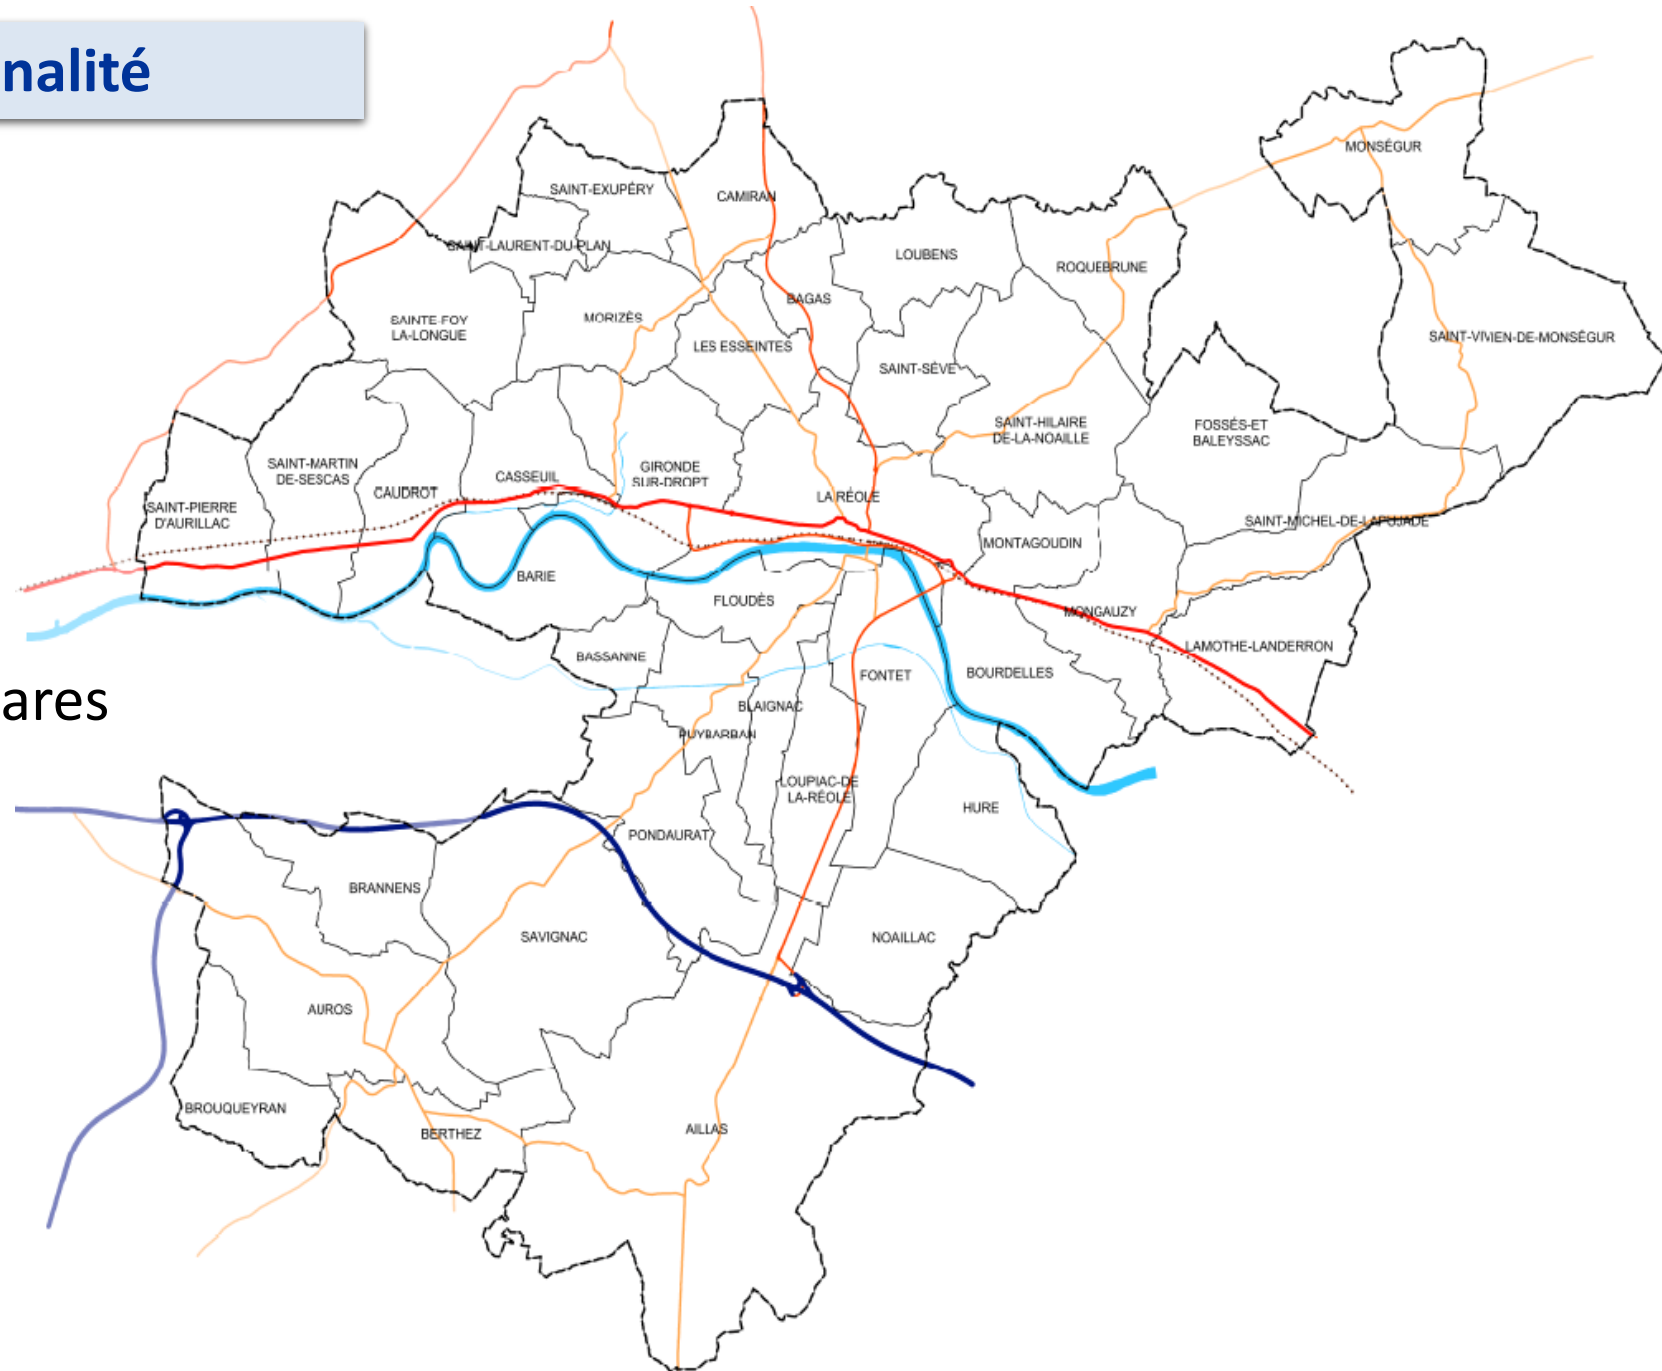 nalité
MONSÉGUR
SAINT-EXUPÉRY
CAMIRAN
SAINT-LAURENT-DU-PLAN
LOUBENS
ROQUEBRUNE
BAGAS
SAINTE-FOY
LA-LONGUE
MORIZÈS
LES ESSEINTES
SAINT-VIVIEN-DE-MONSÉGUR
SAINT-SÈVE
SAINT-HILAIRE
DE-LA-NOAILLE
FOSSÉS-ET
BALEYSSAC
SAINT-MARTIN
DE-SESCAS
CAUDROT
CASSEUIL
GIRONDE
SUR-DROPT
LA RÉOLE
SAINT-PIERRE
D'AURILLAC
SAINT-MICHEL-DE-LAPUJADE
MONTAGOUDIN
BARIE
FLOUDÈS
MONGAUZY
LAMOTHE-LANDERRON
BASSANNE
FONTET
BOURDELLES
ares
BLAIGNAC
PUYBARBAN
LOUPIAC-DE
LA-RÉOLE
HURE
PONDAURAT
BRANNENS
SAVIGNAC
NOAILLAC
AUROS
BROUQUEYRAN
BERTHEZ
AILLAS